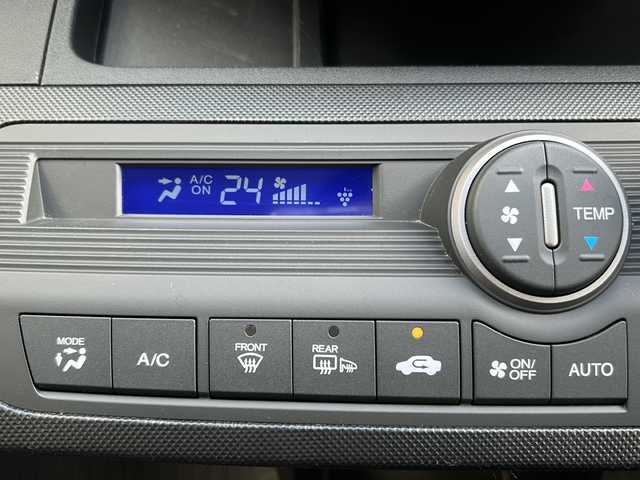 A/C
ON
24
TEMP
MODE
A/C
FRONT
REAR
ON/
OFF
AUTO